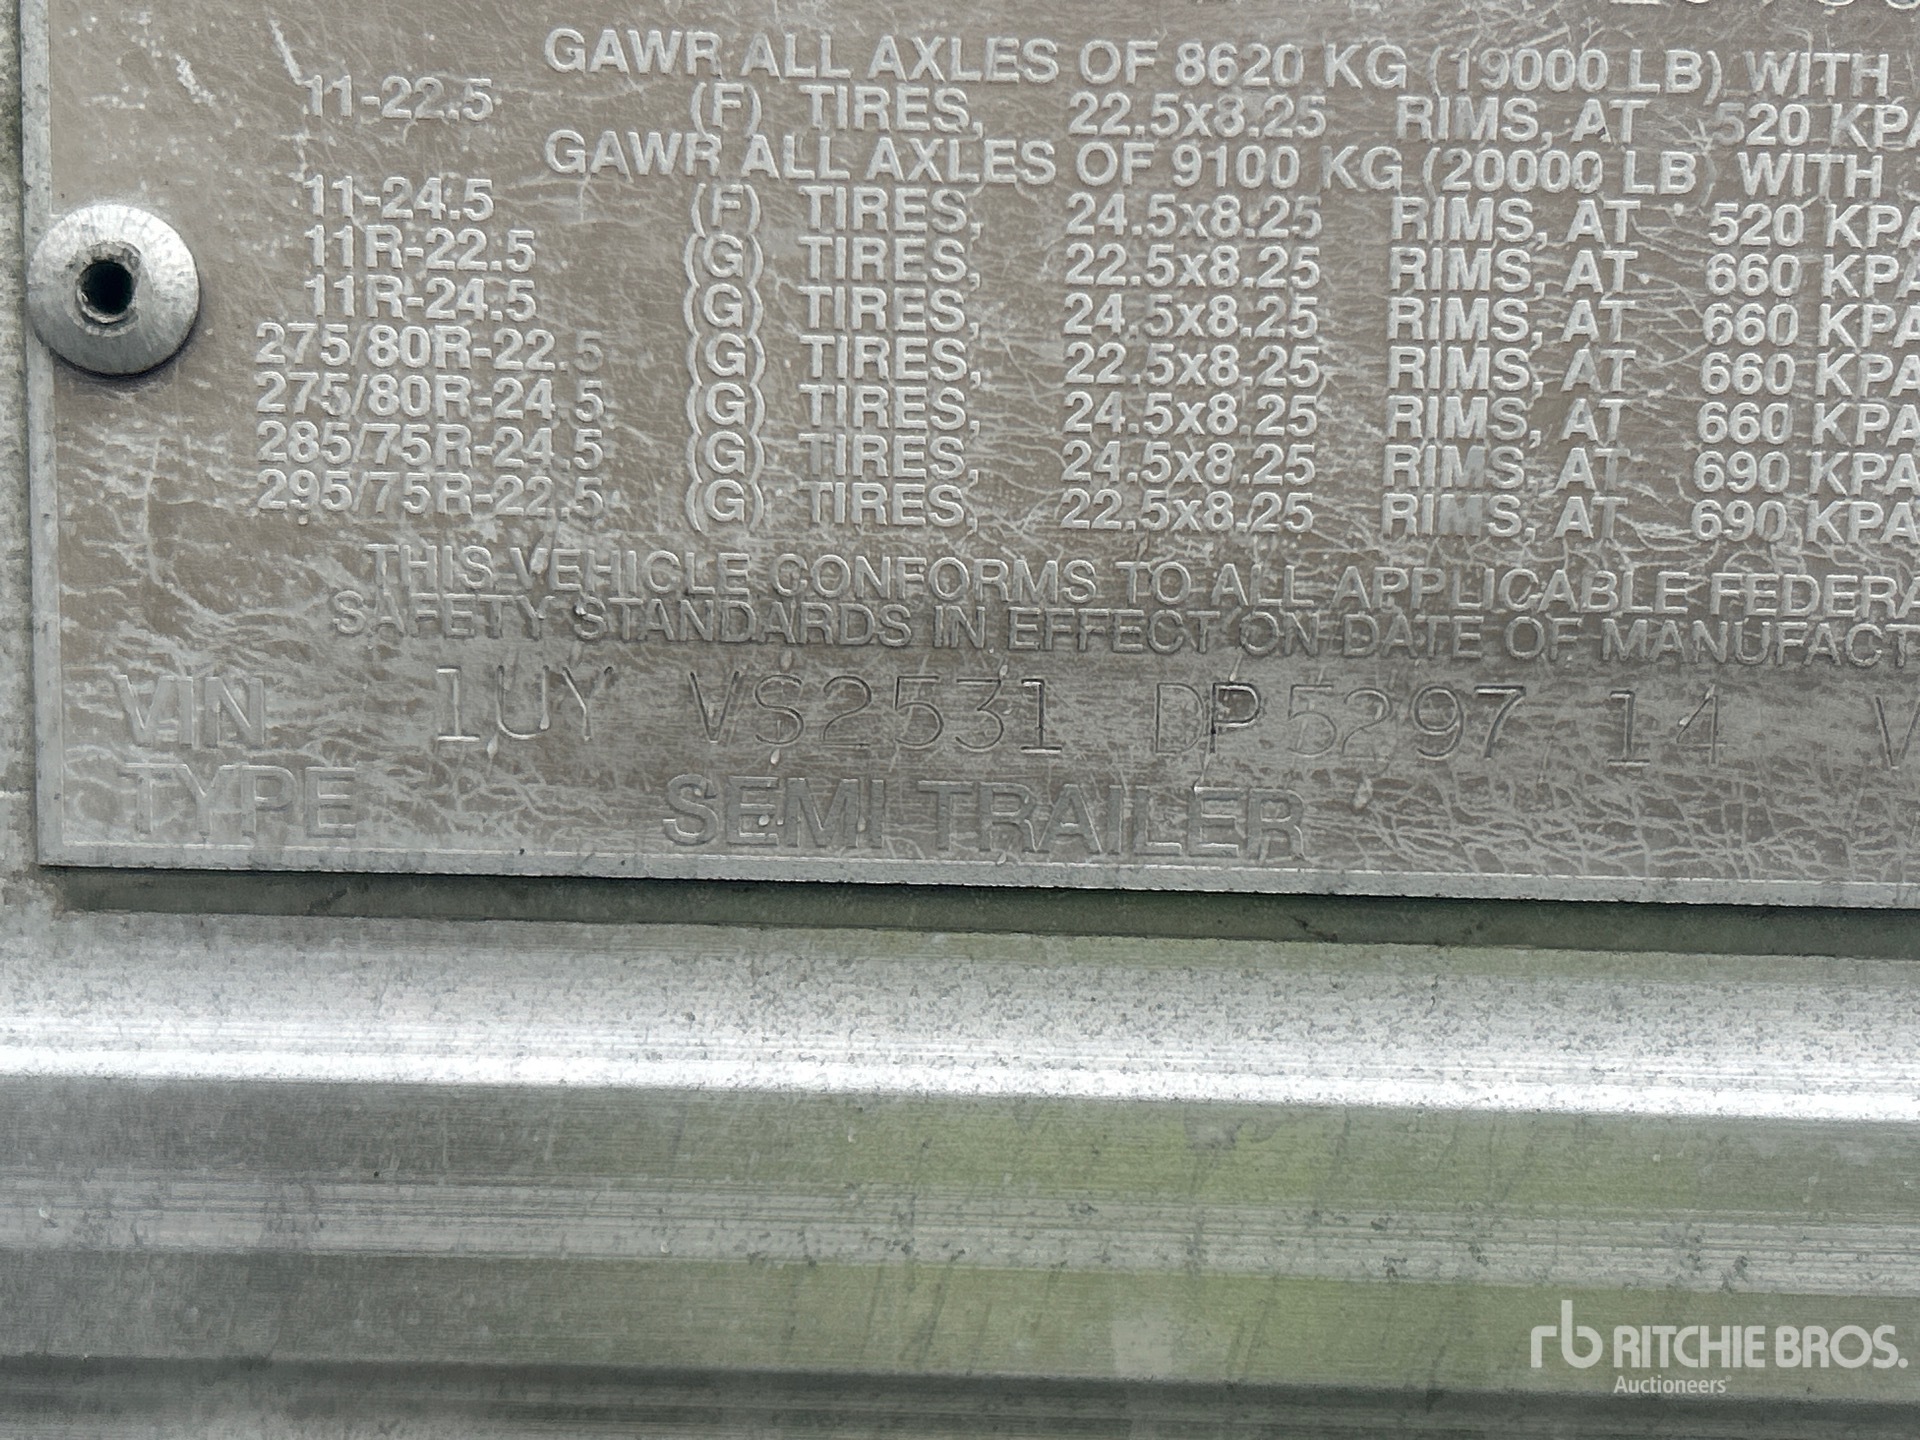 GAWR ALL AXLES OF 8620 KG (19000 LB) WITH
11-22.5 (F) TIRES, 22.5x8.25 RIMS, AT 520 KPA
GAWR ALL AXLES OF 9100 KG (20000 LB) WITH
11-24.5 (F) TIRES, 24.5x8.25 RIMS, AT 520 KPA
11R-22.5 (G) TIRES, 22.5x8.25 RIMS, AT 660 KPA
11R-24.5 (G) TIRES, 24.5x8.25 RIMS, AT 660 KPA
275/80R-22.5 (G) TIRES, 22.5x8.25 RIMS, AT 660 KPA
275/80R-24.5 (G) TIRES, 24.5x8.25 RIMS, AT 660 KPA
285/75R-24.5 (G) TIRES, 24.5x8.25 RIMS, AT 690 KPA
295/75R-22.5 (G) TIRES, 22.5x8.25 RIMS, AT 690 KPA
THIS VEHICLE CONFORMS TO ALL APPLICABLE FEDERA
SAFETY STANDARDS IN EFFECT ON DATE OF MANUFACT
VIN 1UY VS2531 DP5297 14 V
TYPE SEMI TRAILER
rb RITCHIE BROS.
Auctioneers